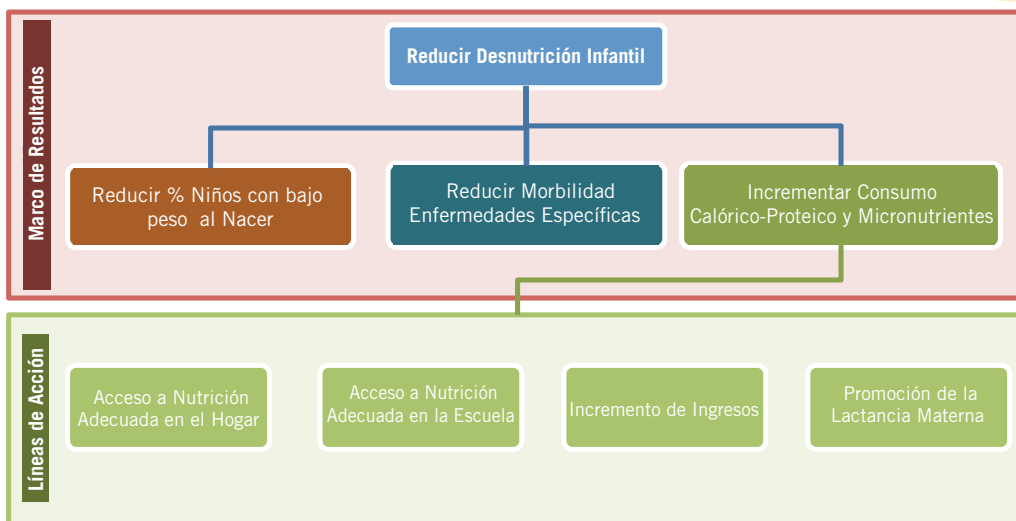 Marco de Resultados
Reducir Desnutrición Infantil
Reducir % Niños con bajo
peso al Nacer
Reducir Morbilidad
Enfermedades Específicas
Incrementar Consumo
Calórico-Proteico y Micronutrientes
Líneas de Acción
Acceso a Nutrición
Adecuada en el Hogar
Acceso a Nutrición
Adecuada en la Escuela
Incremento de Ingresos
Promoción de la
Lactancia Materna